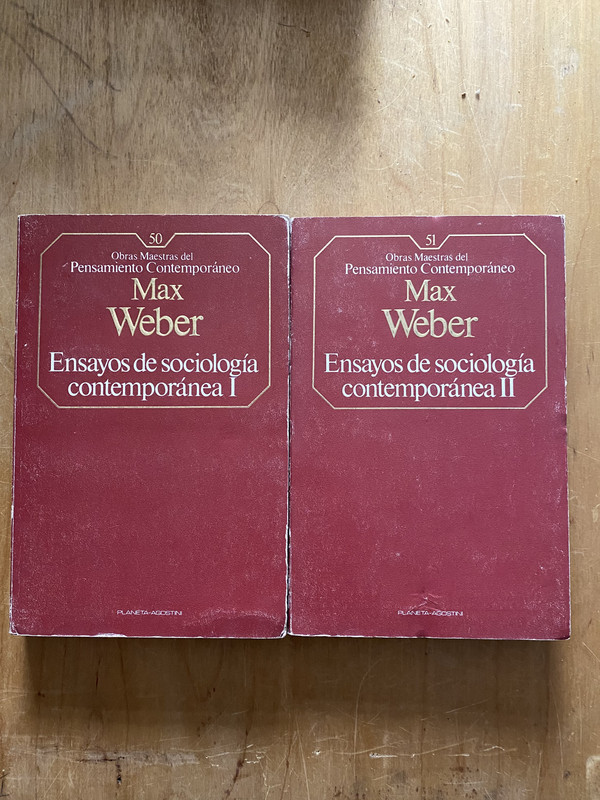 50
Obras Maestras del
Pensamiento Contemporáneo
Max
Weber
Ensayos de sociología
contemporánea I
PLANETA-AGOSTINI
51
Obras Maestras del
Pensamiento Contemporáneo
Max
Weber
Ensayos de sociología
contemporánea II
PLANETA-AGOSTINI